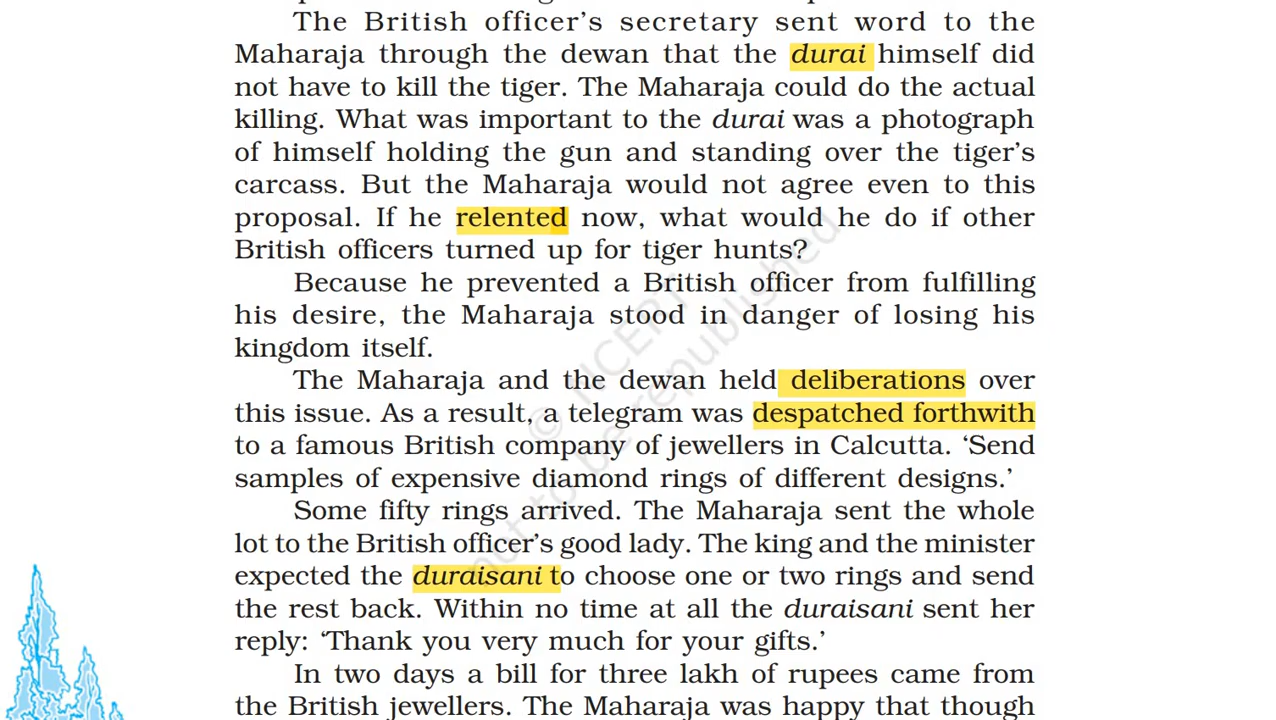 The British officer's secretary sent word to the
Maharaja through the dewan that the durai himself did
not have to kill the tiger. The Maharaja could do the actual
killing. What was important to the durai was a photograph
of himself holding the gun and standing over the tiger's
carcass. But the Maharaja would not agree even to this
proposal. If he relented now, what would he do if other
British officers turned up for tiger hunts?
Because he prevented a British officer from fulfilling
his desire, the Maharaja stood in danger of losing his
kingdom itself.
The Maharaja and the dewan held deliberations over
this issue. As a result, a telegram was despatched forthwith
to a famous British company of jewellers in Calcutta. ‘Send
samples of expensive diamond rings of different designs.’
Some fifty rings arrived. The Maharaja sent the whole
lot to the British officer's good lady. The king and the minister
expected the duraisani to choose one or two rings and send
the rest back. Within no time at all the duraisani sent her
reply: ‘Thank you very much for your gifts.’
In two days a bill for three lakh of rupees came from
the British jewellers. The Maharaja was happy that though
© NCERT
not to be republished